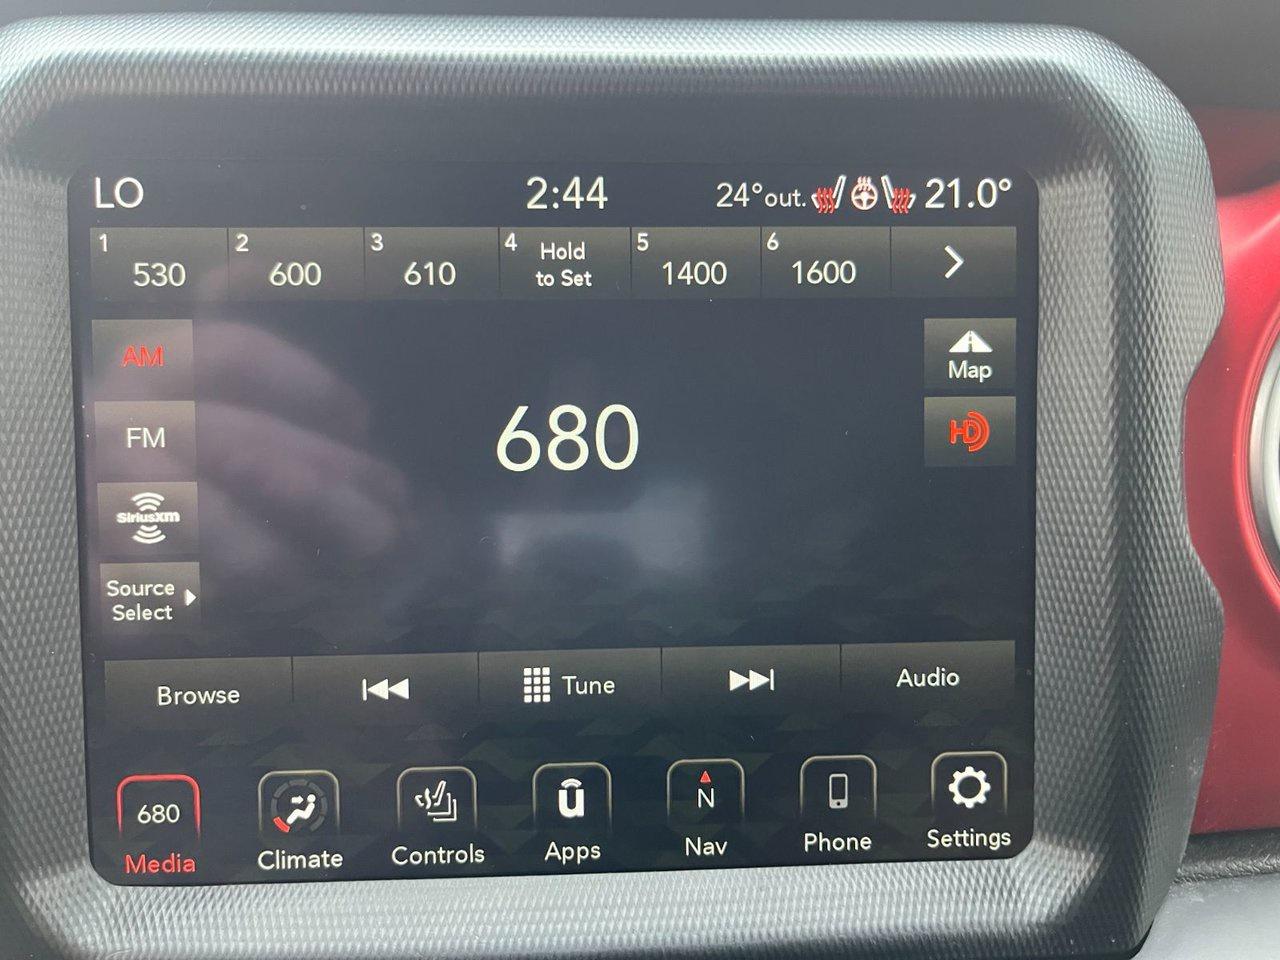 LO 2:44 24°out. 21.0°
1 2 3 4 Hold 5 6
530 600 610 to Set 1400 1600
AM
Map
680
FM
HD
SiriusXM
Source
Select
Browse Tune Audio
680 N
Media Climate Controls Apps Nav Phone Settings